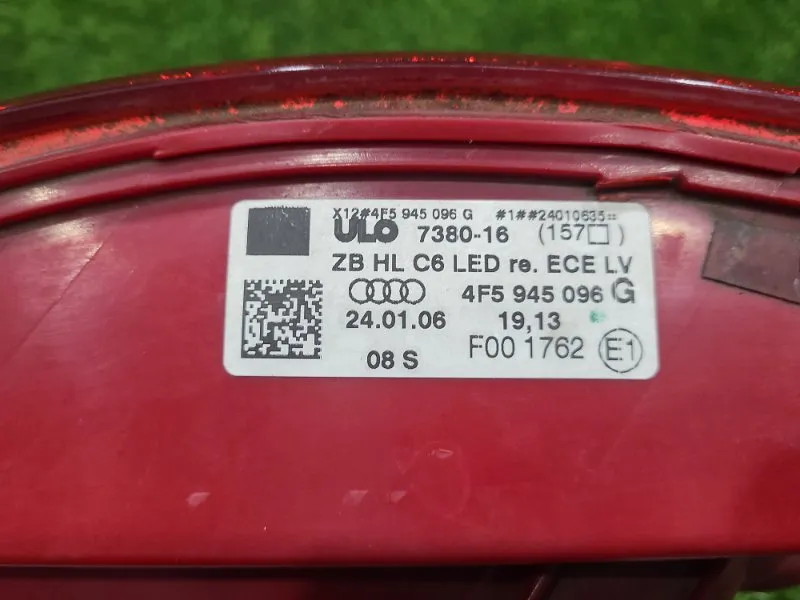 X12#4F5 945 096 G #1##24010635=
ULO 7380-16 (157□)
ZB HL C6 LED re. ECE LV
4F5 945 096 G
24.01.06 19,13
08 S F00 1762 E1